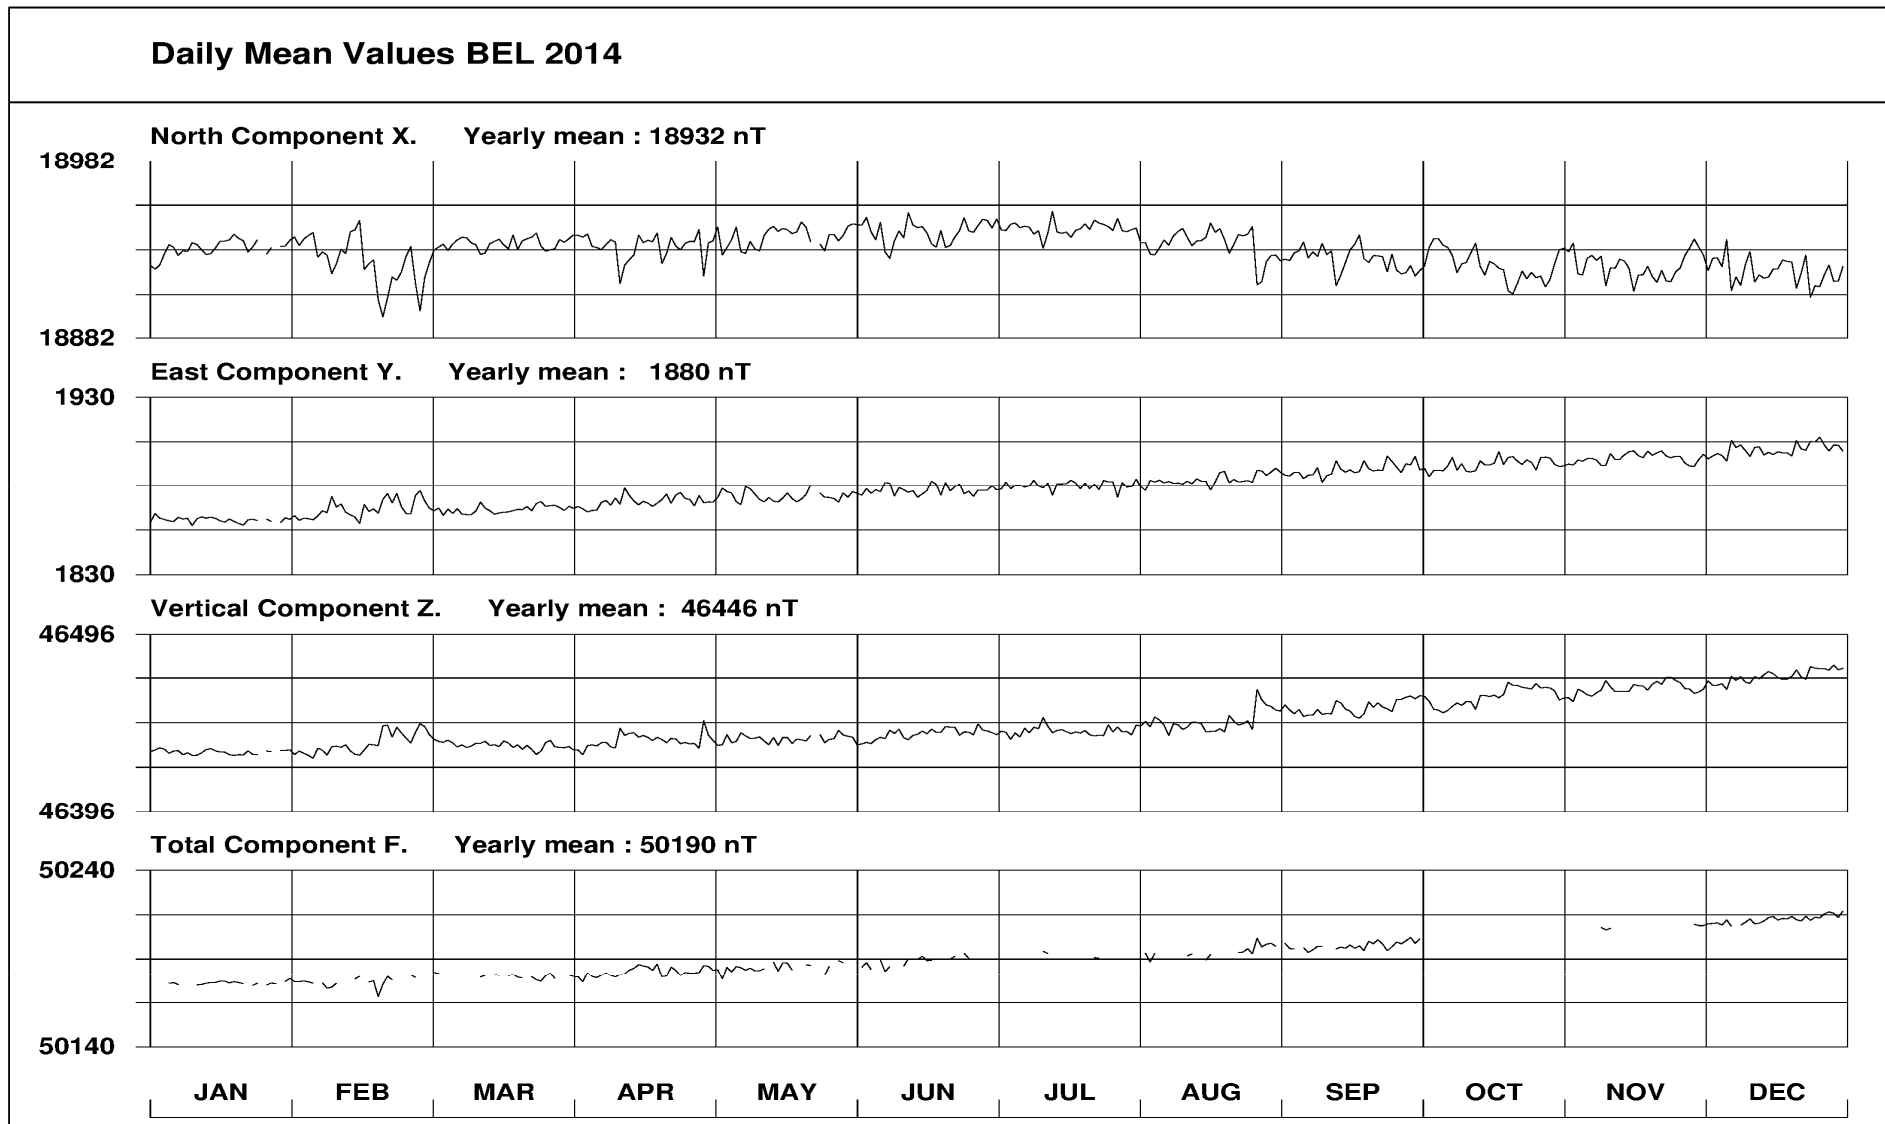 Daily Mean Values BEL 2014
North Component X. Yearly mean : 18932 nT
18982
18882
East Component Y. Yearly mean : 1880 nT
1930
1830
Vertical Component Z. Yearly mean : 46446 nT
46496
46396
Total Component F. Yearly mean : 50190 nT
50240
50140
JAN FEB MAR APR MAY JUN JUL AUG SEP OCT NOV DEC